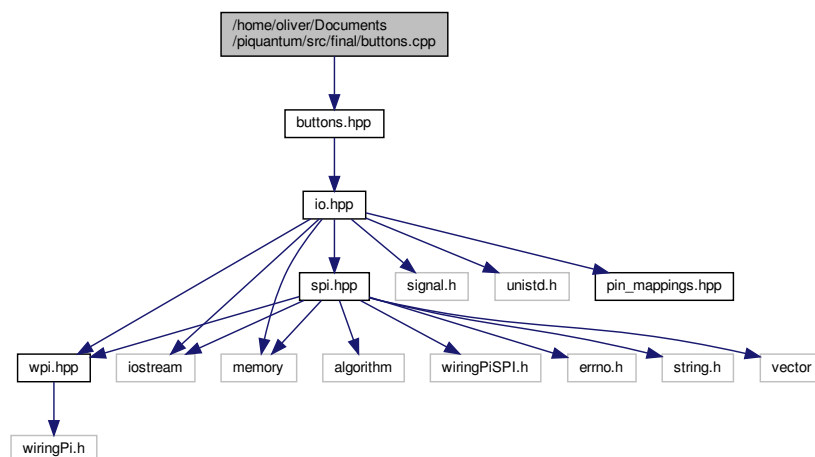 /home/oliver/Documents
/piquantum/src/final/buttons.cpp
buttons.hpp
io.hpp
spi.hpp
signal.h
unistd.h
pin_mappings.hpp
wpi.hpp
iostream
memory
algorithm
wiringPiSPI.h
errno.h
string.h
vector
wiringPi.h